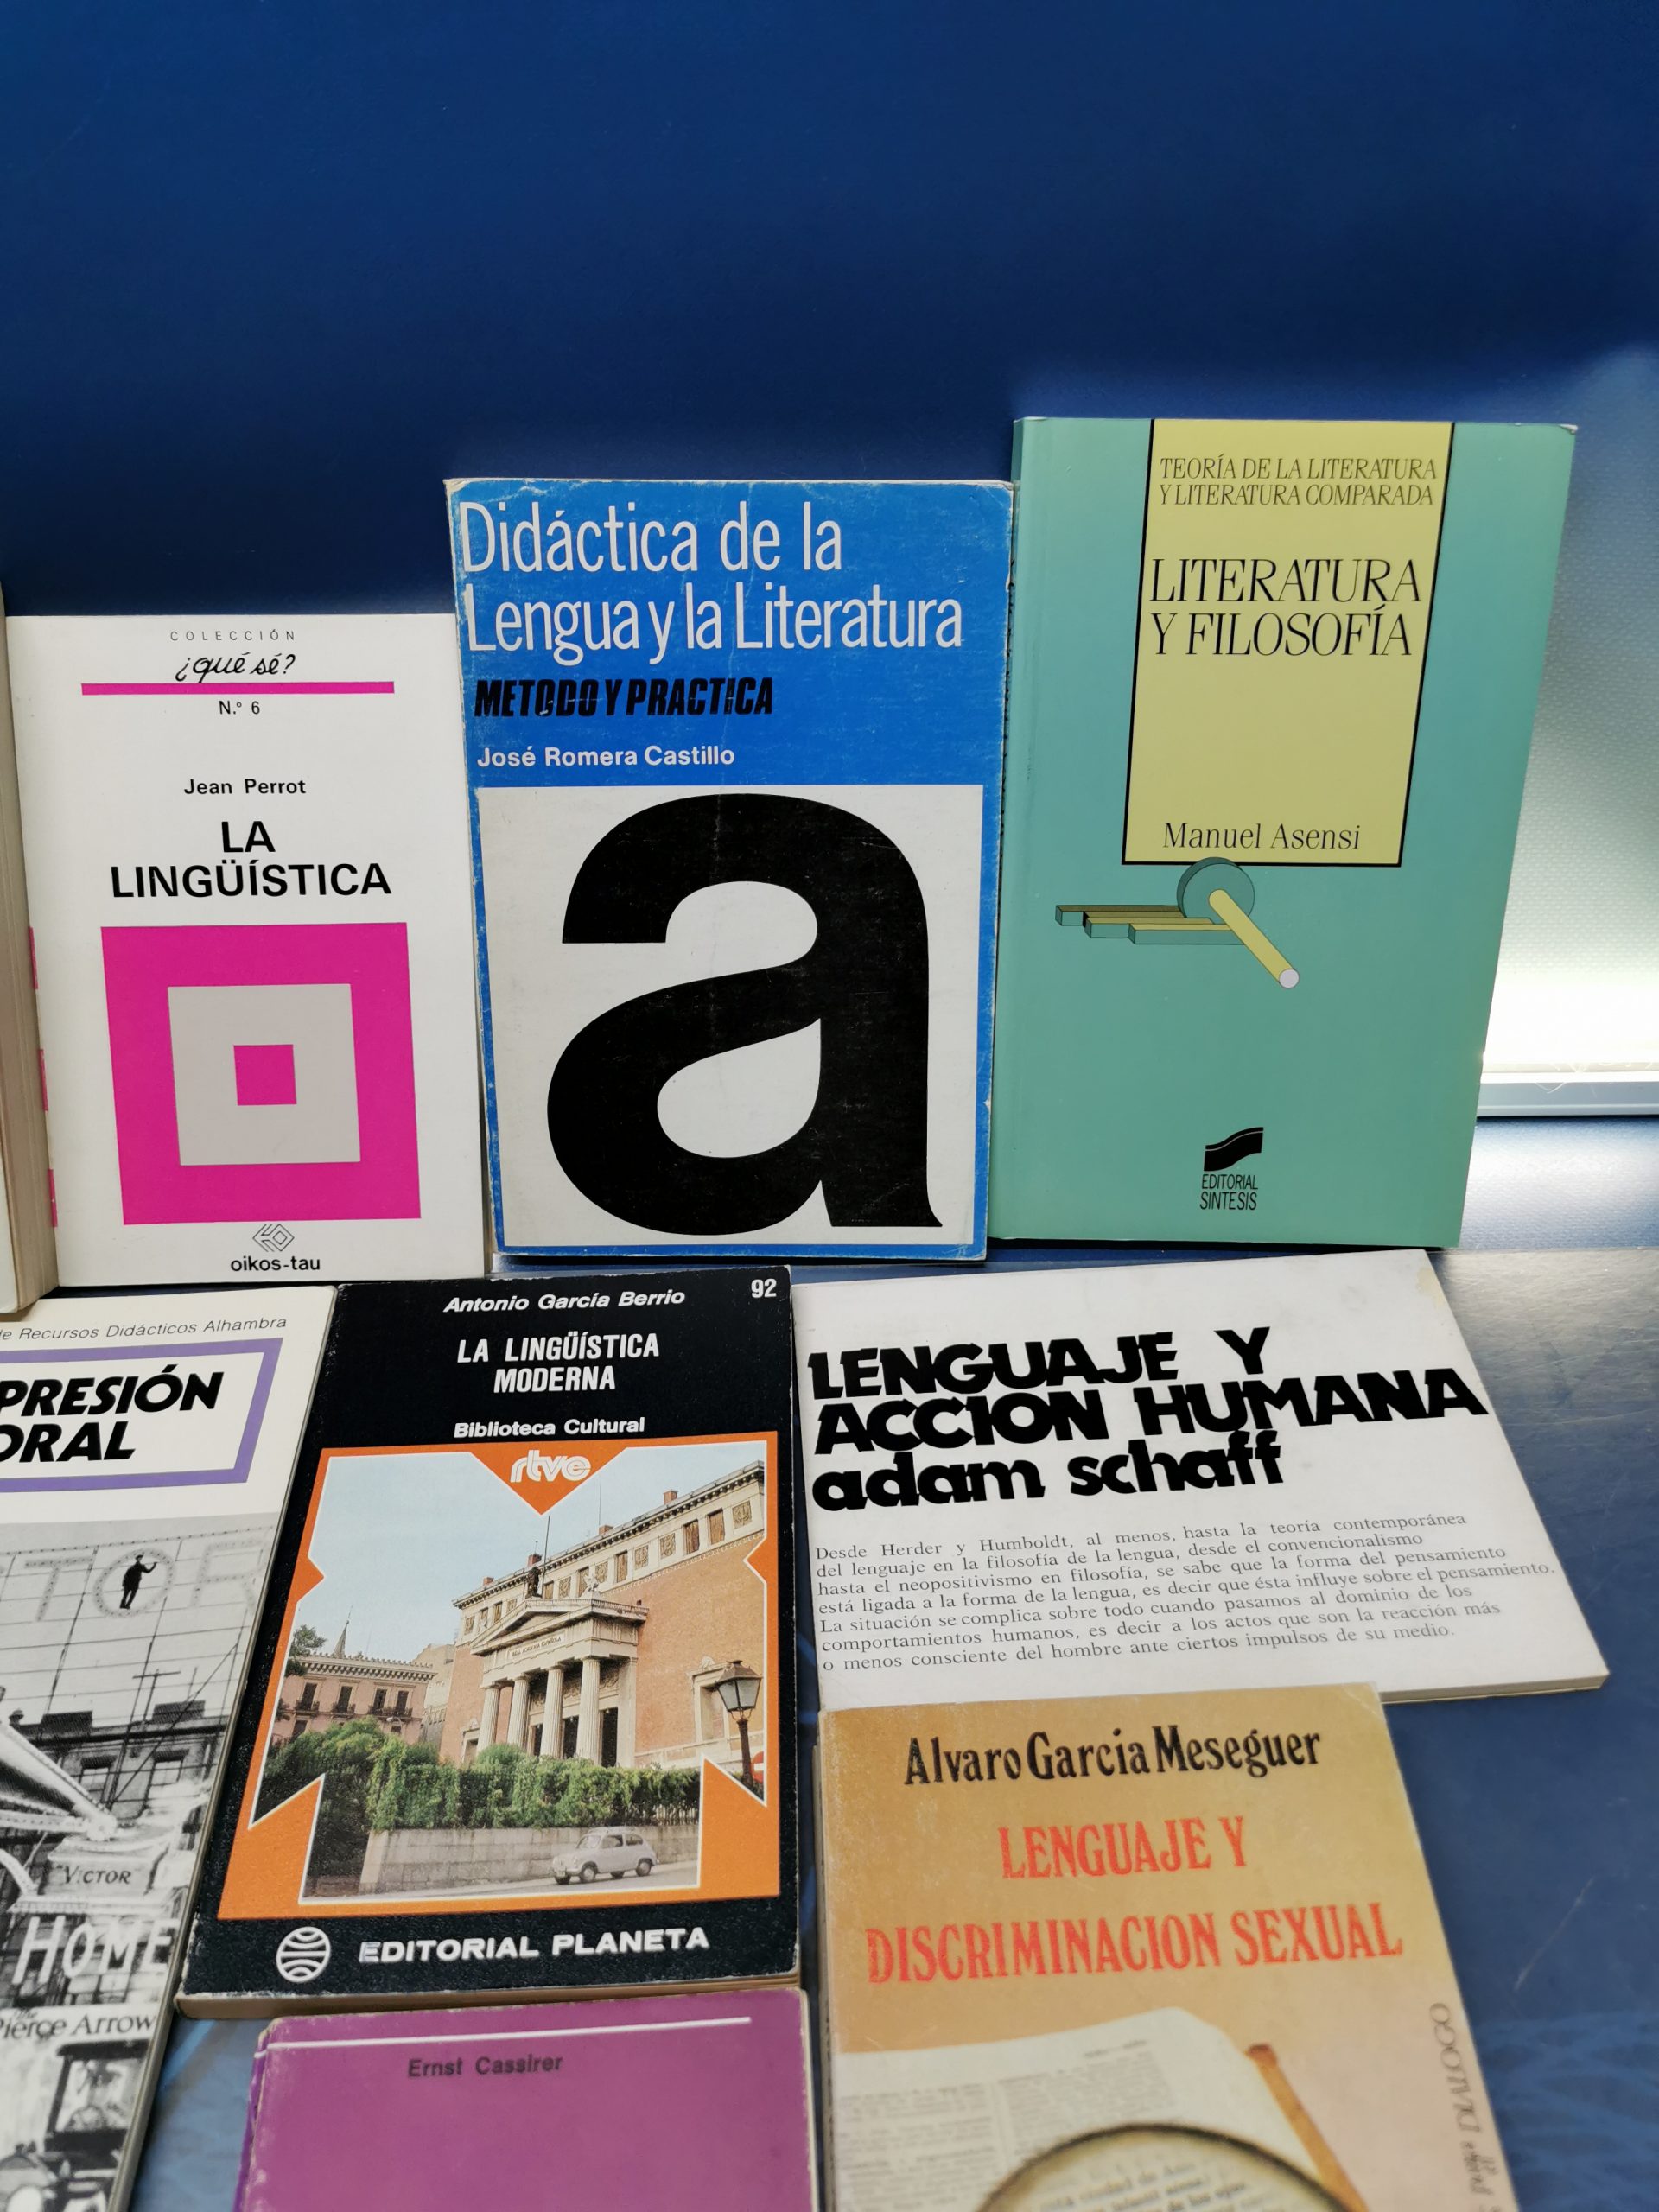 COLECCIÓN
¿qué sé?
N.º 6
Jean Perrot
LA
LINGÜÍSTICA
oikos-tau
Didáctica de la
Lengua y la Literatura
METODO Y PRACTICA
José Romera Castillo
a
TEORÍA DE LA LITERATURA
Y LITERATURA COMPARADA
LITERATURA
Y FILOSOFÍA
Manuel Asensi
EDITORIAL
SINTESIS
de Recursos Didácticos Alhambra
PRESIÓN
ORAL
TOR
VICTOR
HOME
Pierce Arrow
Antonio García Berrio
92
LA LINGÜÍSTICA
MODERNA
Biblioteca Cultural
rtve
EDITORIAL PLANETA
LENGUAJE Y
ACCION HUMANA
adam schaff
Desde Herder y Humboldt, al menos, hasta la teoría contemporánea
del lenguaje en la filosofía de la lengua, desde el convencionalismo
hasta el neopositivismo en filosofía, se sabe que la forma del pensamiento
está ligada a la forma de la lengua, es decir que ésta influye sobre el pensamiento.
La situación se complica sobre todo cuando pasamos al dominio de los
comportamientos humanos, es decir a los actos que son la reacción más
o menos consciente del hombre ante ciertos impulsos de su medio.
Alvaro Garcia Meseguer
LENGUAJE Y
DISCRIMINACION SEXUAL
DIALOGO
Ernst Cassirer